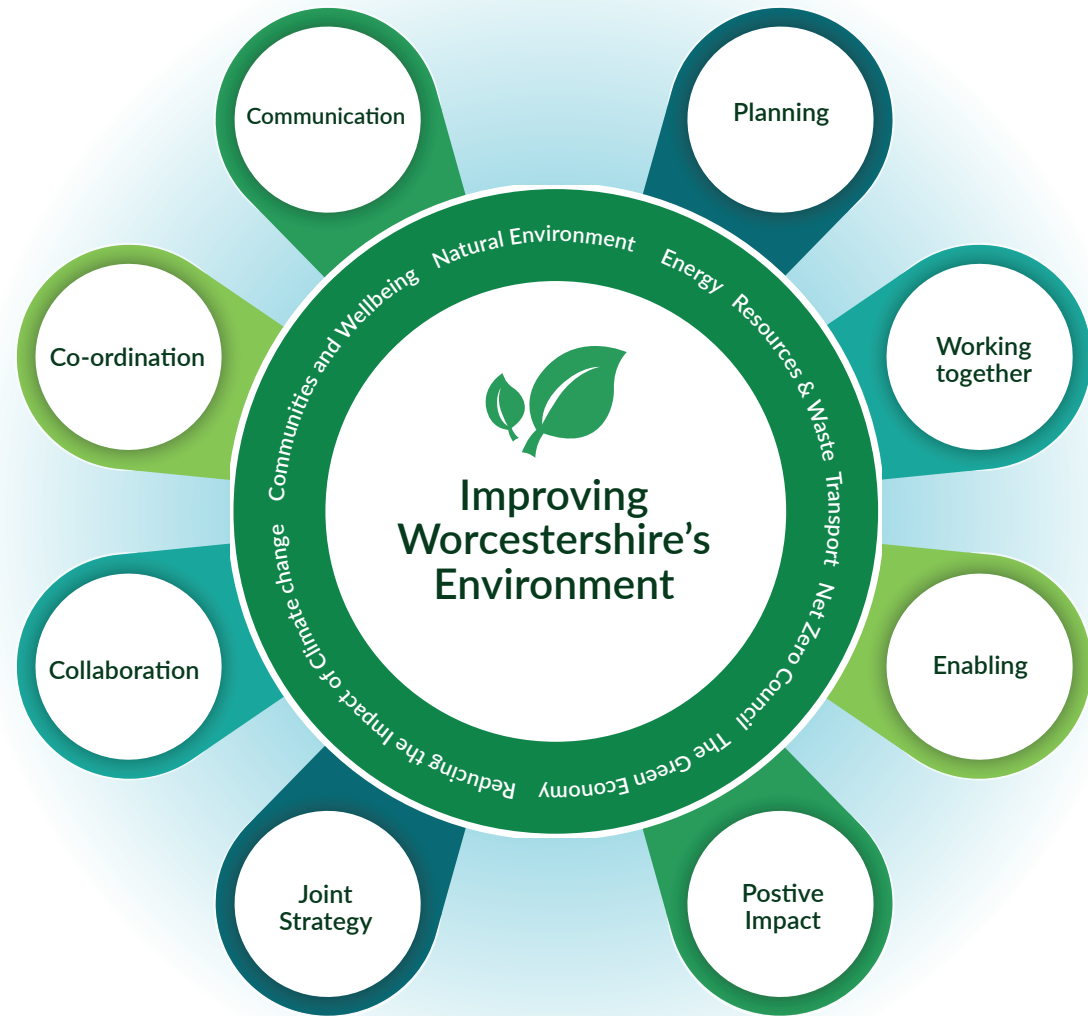 Communication
Planning
Co-ordination
Working
together
Collaboration
Enabling
Joint
Strategy
Postive
Impact
Natural Environment
Energy
Resources & Waste
Transport
Net Zero Council
The Green Economy
Reducing the Impact of Climate change
Communities and Wellbeing
Improving
Worcestershire’s
Environment